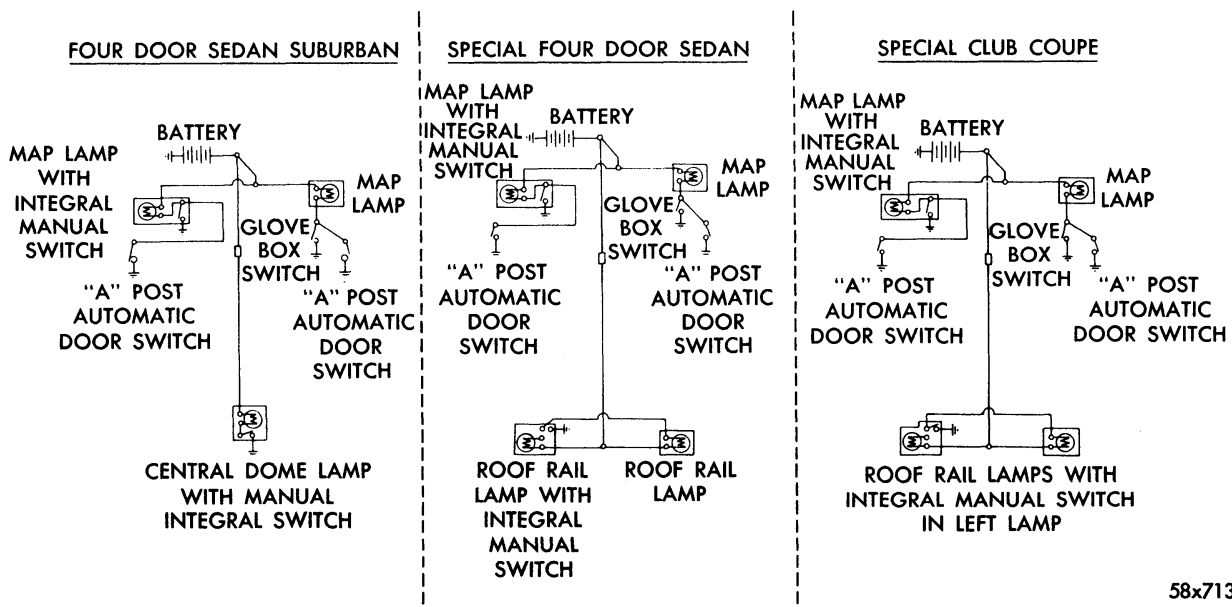 FOUR DOOR SEDAN SUBURBAN
BATTERY
MAP LAMP
WITH
INTEGRAL
MANUAL
SWITCH
MAP
LAMP
GLOVE
BOX
SWITCH
"A" POST
AUTOMATIC
DOOR SWITCH
"A" POST
AUTOMATIC
DOOR
SWITCH
CENTRAL DOME LAMP
WITH MANUAL
INTEGRAL SWITCH
SPECIAL FOUR DOOR SEDAN
MAP LAMP
WITH
INTEGRAL
MANUAL
SWITCH
BATTERY
MAP
LAMP
GLOVE
BOX
SWITCH
"A" POST
AUTOMATIC
DOOR
SWITCH
"A" POST
AUTOMATIC
DOOR
SWITCH
ROOF RAIL
LAMP WITH
INTEGRAL
MANUAL
SWITCH
ROOF RAIL
LAMP
SPECIAL CLUB COUPE
MAP LAMP
WITH
INTEGRAL
MANUAL
SWITCH
BATTERY
MAP
LAMP
GLOVE
BOX
SWITCH
"A" POST
AUTOMATIC
DOOR SWITCH
"A" POST
AUTOMATIC
DOOR SWITCH
ROOF RAIL LAMPS WITH
INTEGRAL MANUAL SWITCH
IN LEFT LAMP
58x713